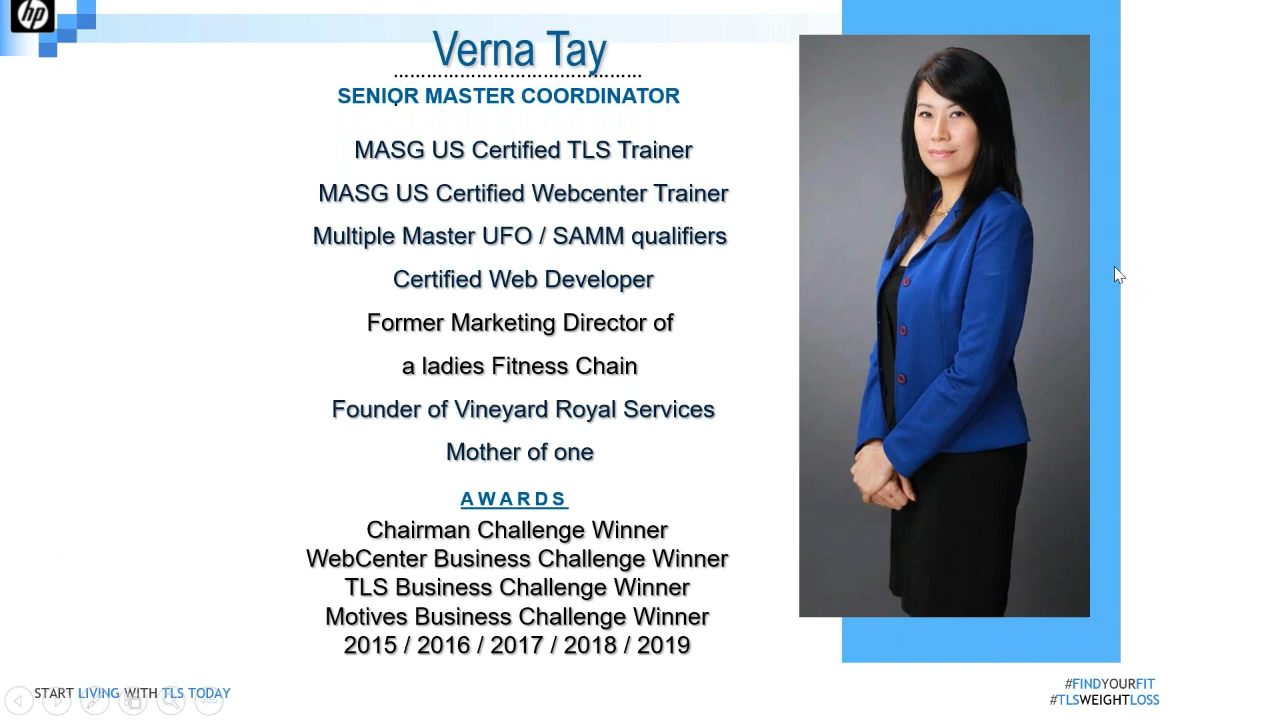 hp
Verna Tay
SENIOR MASTER COORDINATOR
MASG US Certified TLS Trainer
MASG US Certified Webcenter Trainer
Multiple Master UFO / SAMM qualifiers
Certified Web Developer
Former Marketing Director of
a ladies Fitness Chain
Founder of Vineyard Royal Services
Mother of one
AWARDS
Chairman Challenge Winner
WebCenter Business Challenge Winner
TLS Business Challenge Winner
Motives Business Challenge Winner
2015 / 2016 / 2017 / 2018 / 2019
START LIVING WITH TLS TODAY
#FINDYOURFIT
#TLSWEIGHTLOSS